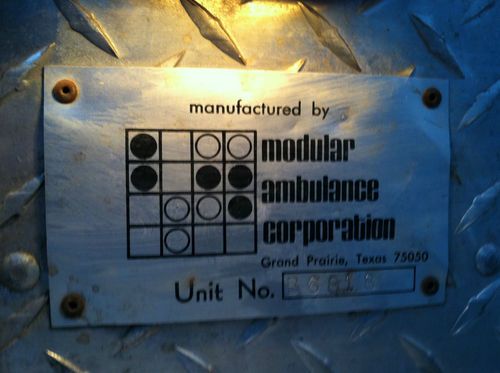 manufactured by
modular
ambulance
corporation
Grand Prairie, Texas 75050
Unit No.